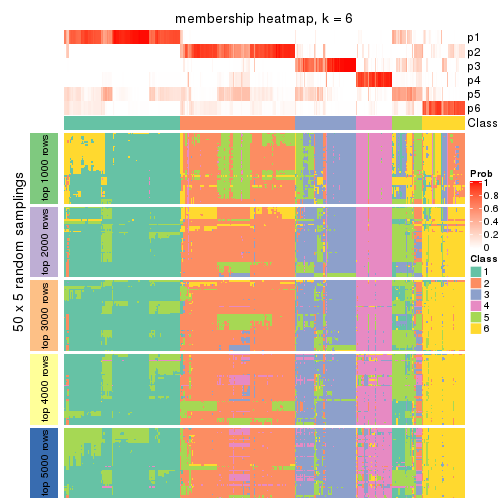 membership heatmap, k = 6
p1
p2
p3
p4
p5
p6
Class
50 x 5 random samplings
top 1000 rows
top 2000 rows
top 3000 rows
top 4000 rows
top 5000 rows
Prob
1
0.8
0.6
0.4
0.2
0
Class
1
2
3
4
5
6